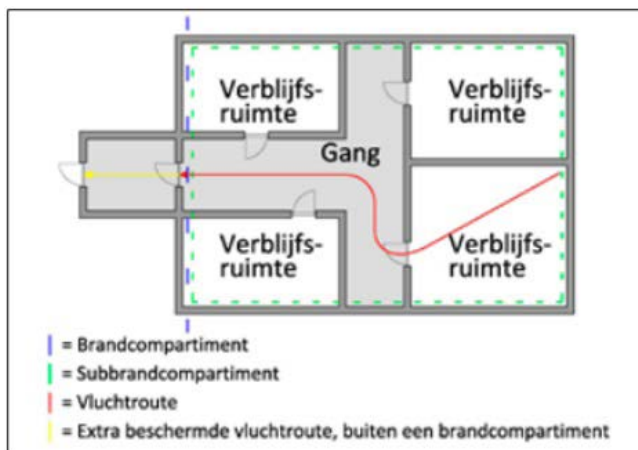 Verblijfs-
ruimte
Verblijfs-
ruimte
Gang
Verblijfs-
ruimte
Verblijfs-
ruimte
= Brandcompartiment
= Subbrandcompartiment
= Vluchtroute
= Extra beschermde vluchtroute, buiten een brandcompartiment